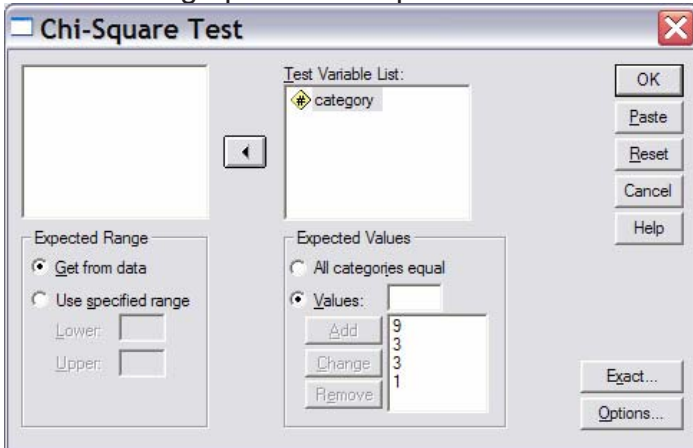 Chi-Square Test
Test Variable List:
category
OK
Paste
Reset
Cancel
Help
Expected Range
Get from data
Use specified range
Lower:
Upper:
Expected Values
All categories equal
Values:
Add
Change
Remove
9
3
3
1
Exact...
Options...